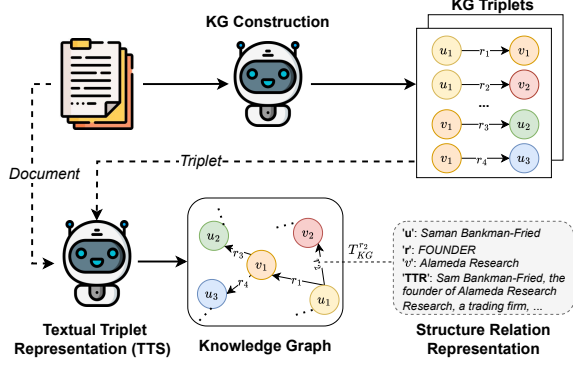 KG Construction
KG Triplets
u₁ r₁ v₁
u₁ r₂ v₂
...
v₁ r₃ u₂
v₁ r₄ u₃
Document
Triplet
u₂
v₂
r₃
v₁
r₂
u₃
r₄
r₁
u₁
T_{KG}^{r₂}
'u': Saman Bankman-Fried
'r': FOUNDER
'v': Alameda Research
'TTR': Sam Bankman-Fried, the
founder of Alameda Research
Research, a trading firm, ...
Textual Triplet
Representation (TTS)
Knowledge Graph
Structure Relation
Representation